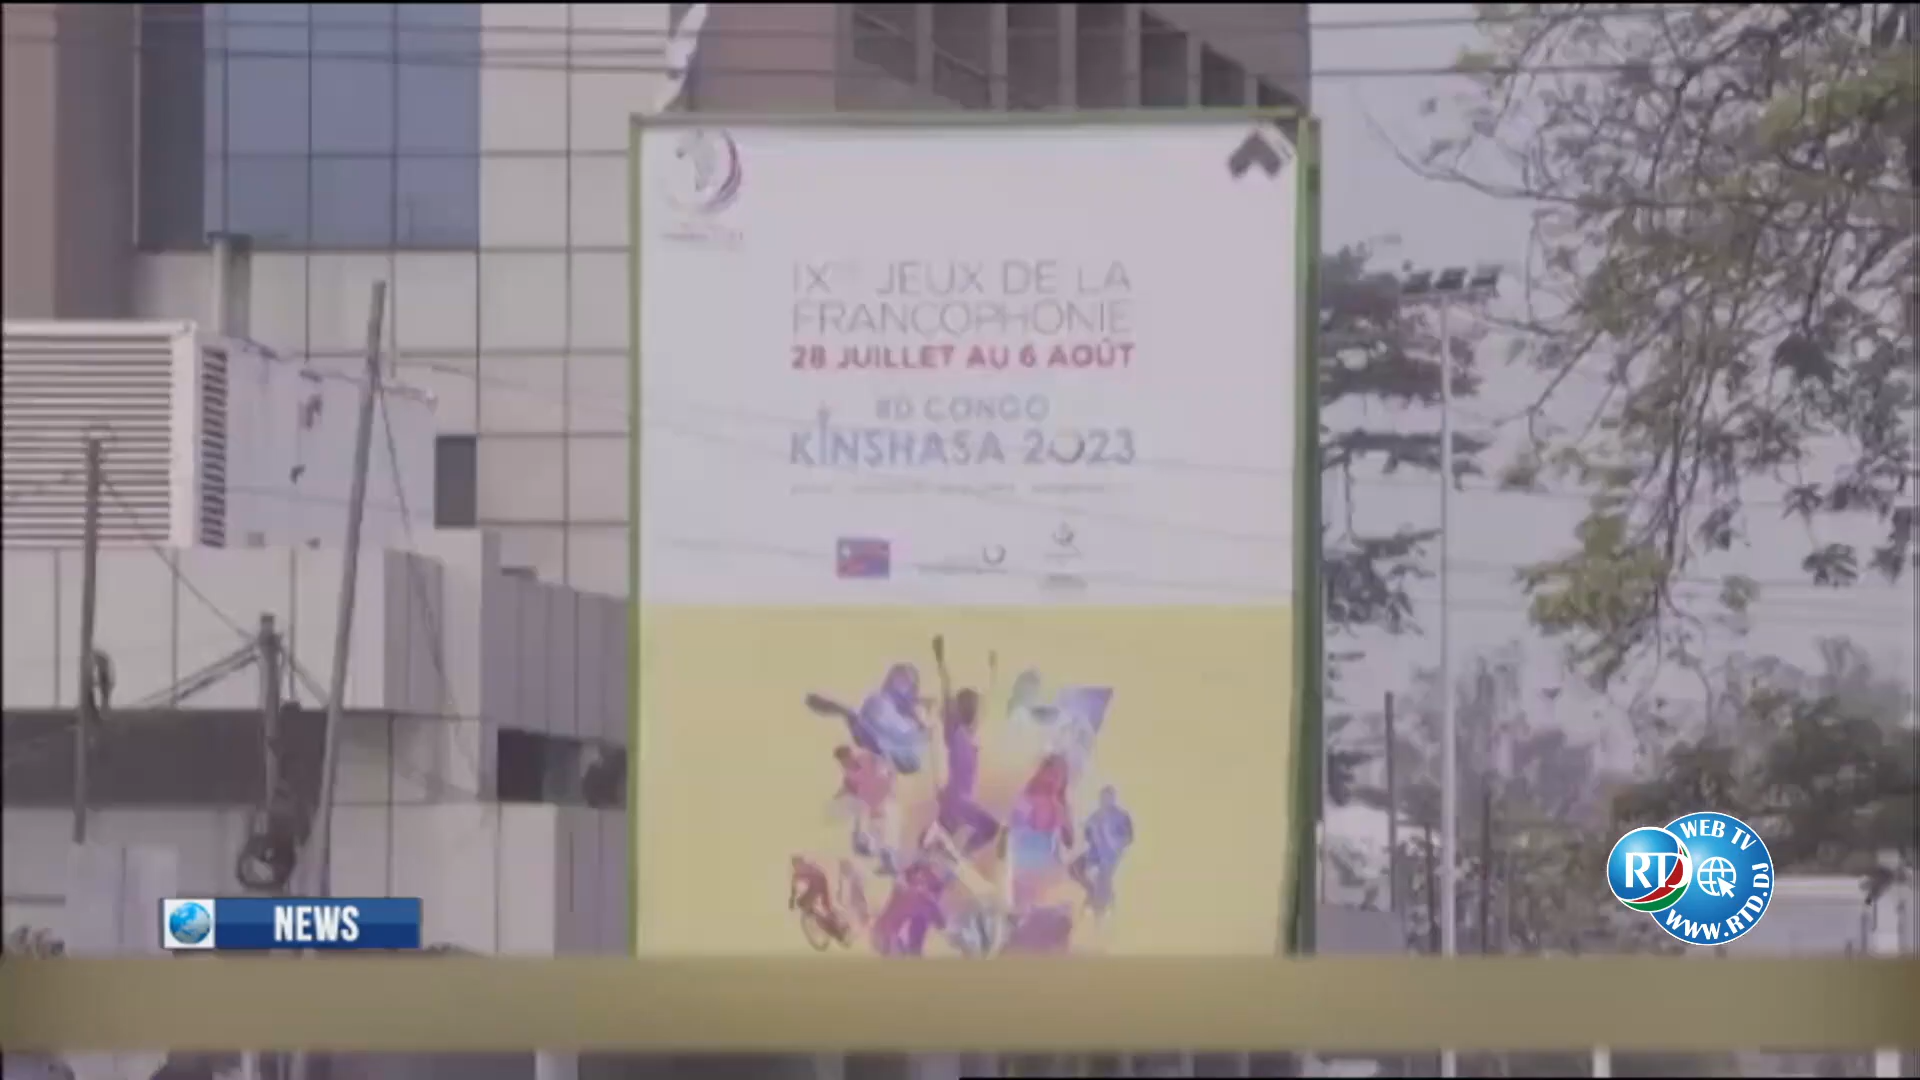 IXes JEUX DE LA
FRANCOPHONIE
28 JUILLET AU 6 AOÛT
RD CONGO
KINSHASA 2023
NEWS
WEB TV
RTD
WWW.RTD.DJ